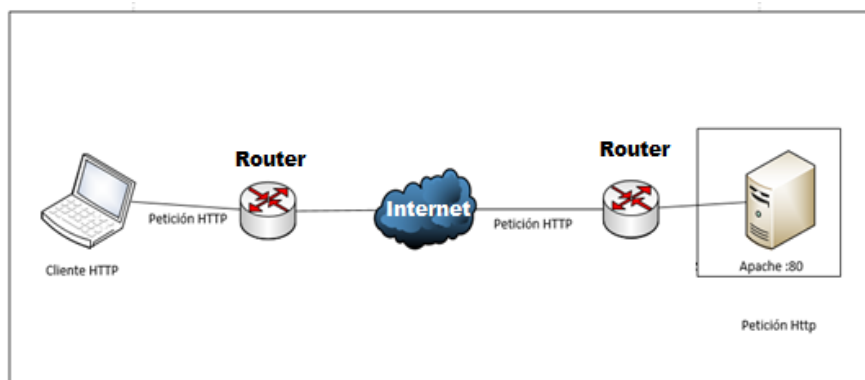 Router
Router
Internet
Petición HTTP
Petición HTTP
Cliente HTTP
Apache :80
Petición Http